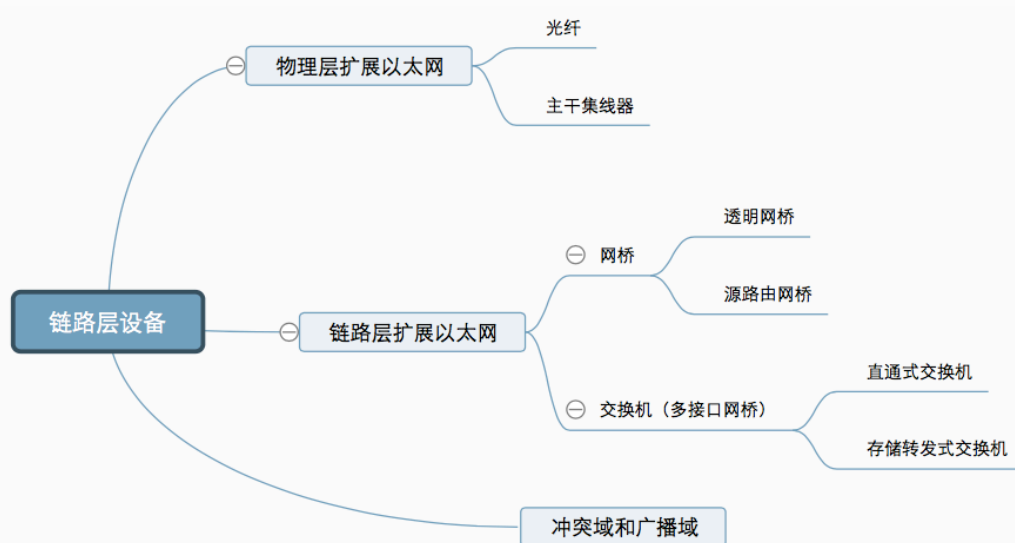 光纤
物理层扩展以太网
主干集线器
透明网桥
网桥
源路由网桥
链路层设备
链路层扩展以太网
直通式交换机
交换机（多接口网桥）
存储转发式交换机
冲突域和广播域